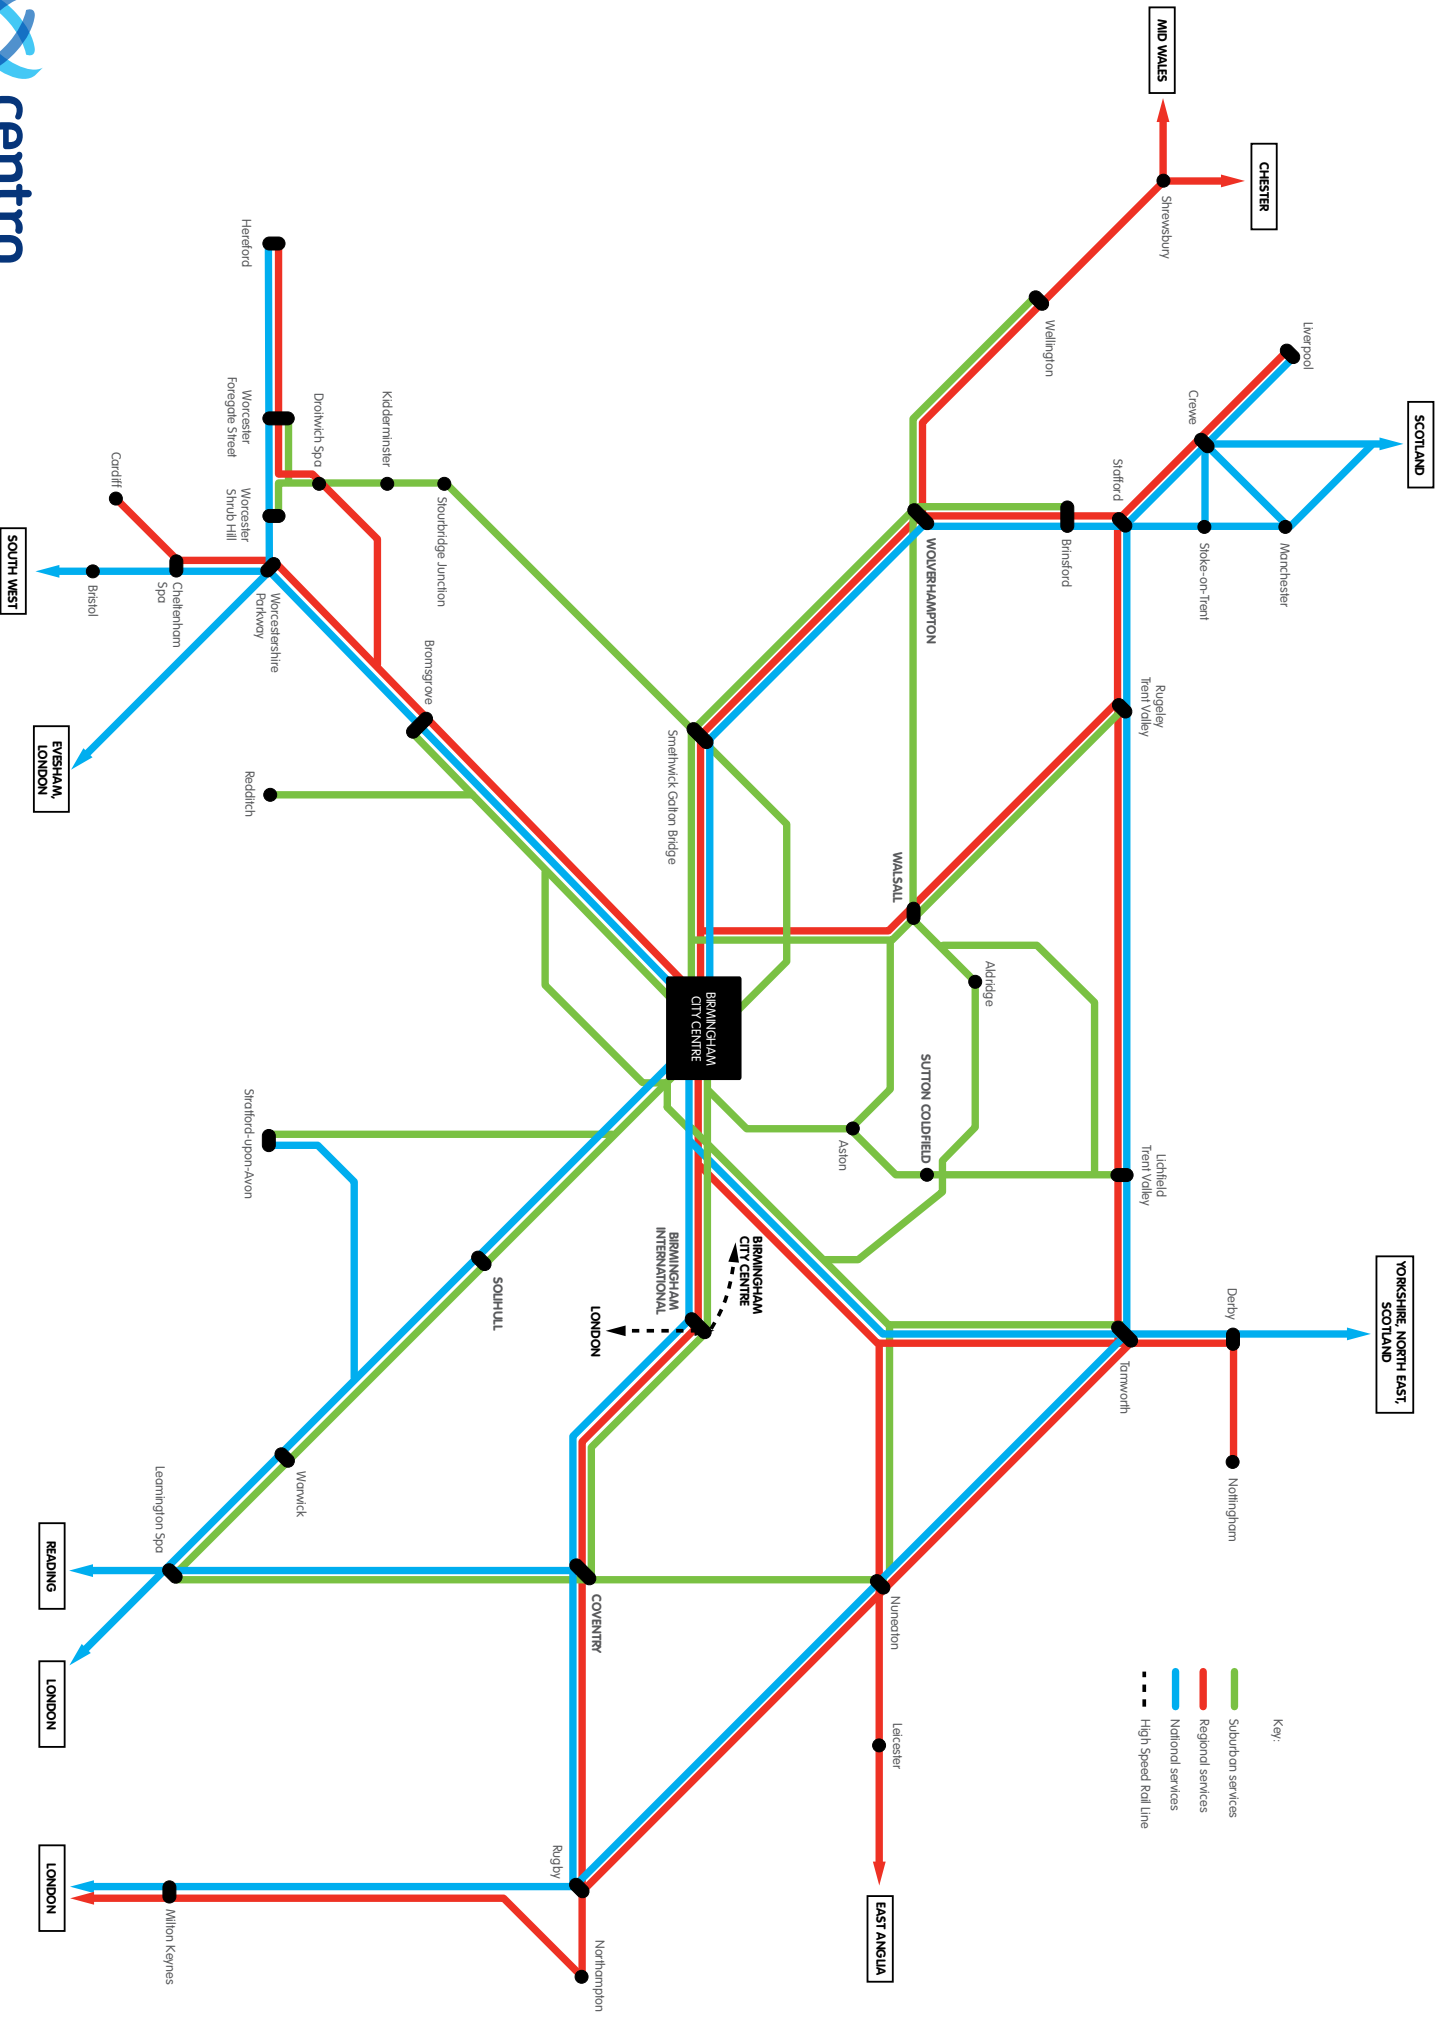 centro
MID WALES
CHESTER
SCOTLAND
YORKSHIRE, NORTH EAST,
SCOTLAND
Shrewsbury
Wellington
Liverpool
Crewe
Stafford
Manchester
Stoke-on-Trent
Brinsford
WOLVERHAMPTON
Rugeley
Trent Valley
Lichfield
Trent Valley
Derby
Nottingham
Tamworth
WALSALL
Aldridge
SUTTON COLDFIELD
Aston
Smethwick Galton Bridge
BIRMINGHAM
CITY CENTRE
BIRMINGHAM
CITY CENTRE
BIRMINGHAM
INTERNATIONAL
LONDON
Nuneaton
Leicester
EAST ANGLIA
COVENTRY
Rugby
Northampton
Hereford
Worcester
Foregate Street
Droitwich Spa
Kidderminster
Stourbridge Junction
Worcester
Shrub Hill
Worcestershire
Parkway
Bromsgrove
Redditch
Cardiff
Cheltenham
Spa
Bristol
SOUTH WEST
EVESHAM,
LONDON
Stratford-upon-Avon
SOLIHULL
Warwick
Leamington Spa
READING
LONDON
Milton Keynes
LONDON
Key:
Suburban services
Regional services
National services
High Speed Rail Line